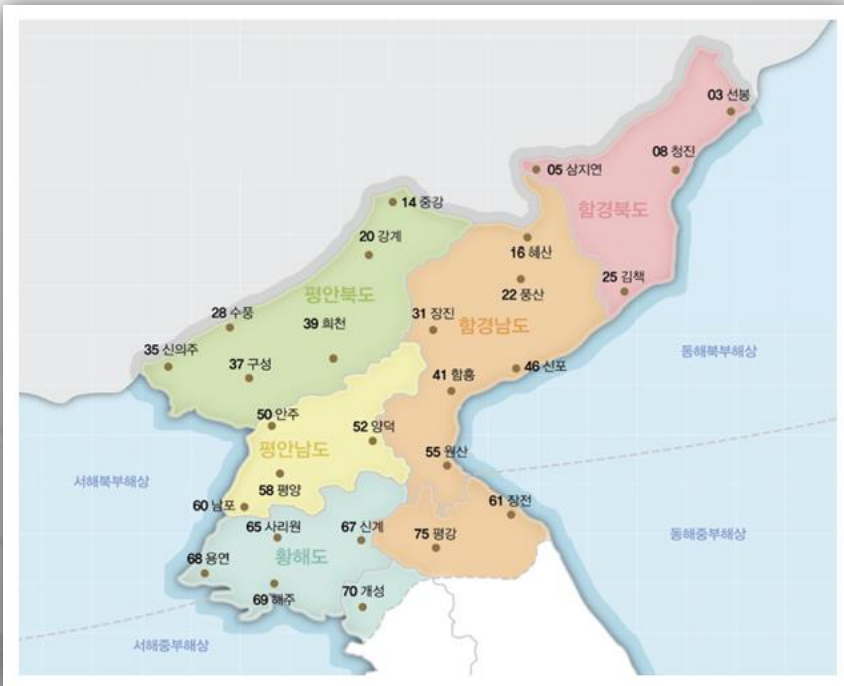 03 선봉
08 청진
05 삼지연
함경북도
14 중강
20 강계
16 혜산
25 김책
22 풍산
평안북도
28 수풍
39 희천
31 장진
함경남도
35 신의주
37 구성
46 신포
동해북부해상
41 함흥
50 안주
52 양덕
평안남도
55 원산
서해북부해상
58 평양
60 남포
61 장전
65 사리원
67 신계
75 평강
동해중부해상
황해도
68 용연
69 해주
70 개성
서해중부해상